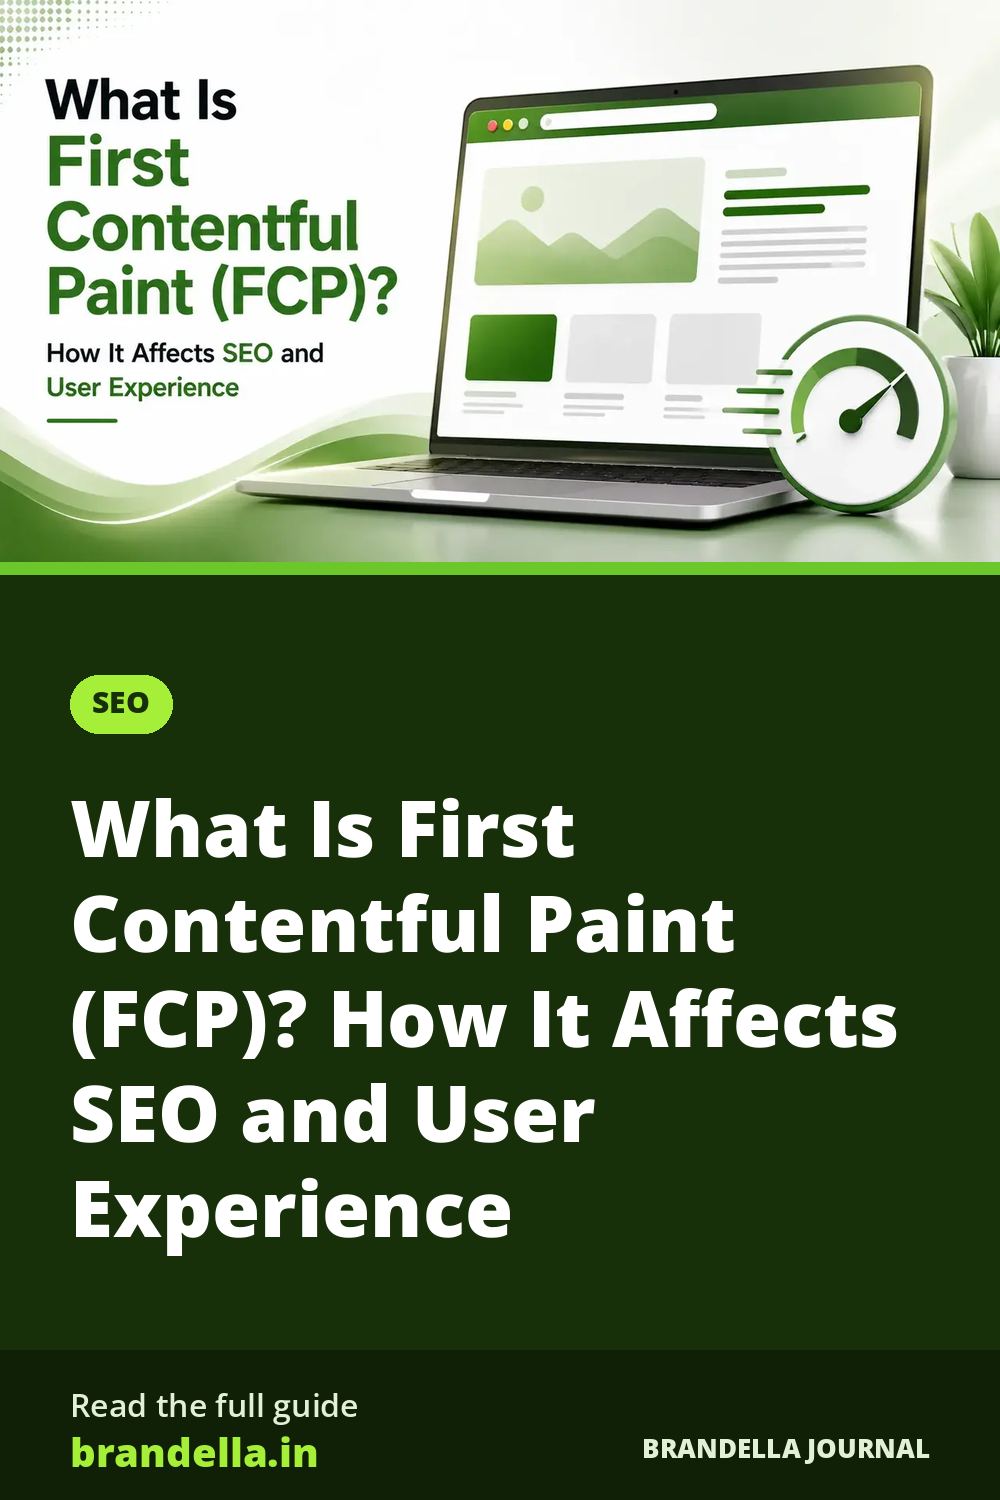 What Is
First
Contentful
Paint (FCP)?
How It Affects SEO and
User Experience
SEO
What Is First
Contentful Paint
(FCP)? How It Affects
SEO and User
Experience
Read the full guide
brandella.in
BRANDELLA JOURNAL